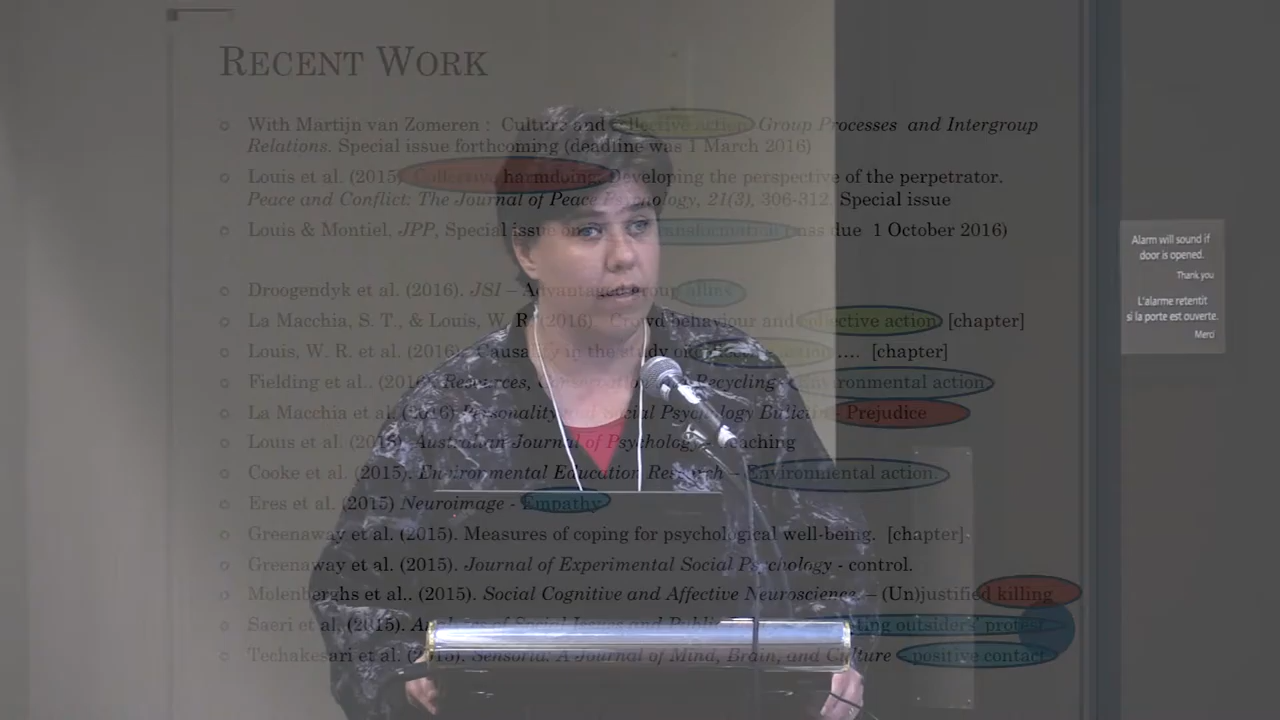 RECENT WORK
With Martijn van Zomeren : Culture and collective action. Group Processes and Intergroup
Relations. Special issue forthcoming (deadline was 1 March 2016)
Louis et al. (2015) Collective harmdoing: Developing the perspective of the perpetrator.
Peace and Conflict: The Journal of Peace Psychology, 21(3), 306-312. Special issue
Louis & Montiel, JPP, Special issue on transformation due 1 October 2016)
Droogendyk et al. (2016). JSI – Advantaged group allies
La Macchia, S. T., & Louis, W. R. (2016). Crowd behaviour and collective action [chapter]
Louis, W. R. et al. (2016). Causality in the study of .... [chapter]
Fielding et al.. (2016). Resources, Conservation and Recycling - Environmental action
La Macchia et al. (2016) Personality and Social Psychology Bulletin - Prejudice
Louis et al. (2015). Australian Journal of Psychology - Teaching
Cooke et al. (2015). Environmental Education Research – Environmental action.
Eres et al. (2015) Neuroimage - Empathy
Greenaway et al. (2015). Measures of coping for psychological well-being. [chapter]
Greenaway et al. (2015). Journal of Experimental Social Psychology - control.
Molenberghs et al.. (2015). Social Cognitive and Affective Neuroscience. – (Un)justified killing
Saeri et al. (2015). Analyses of Social Issues and Public outsiders' protest
Techakesari et al. (2015). Sensoria: A Journal of Mind, Brain, and Culture – positive contact
Alarm will sound if
door is opened.
Thank you
L'alarme retentit
si la porte est ouverte.
Merci